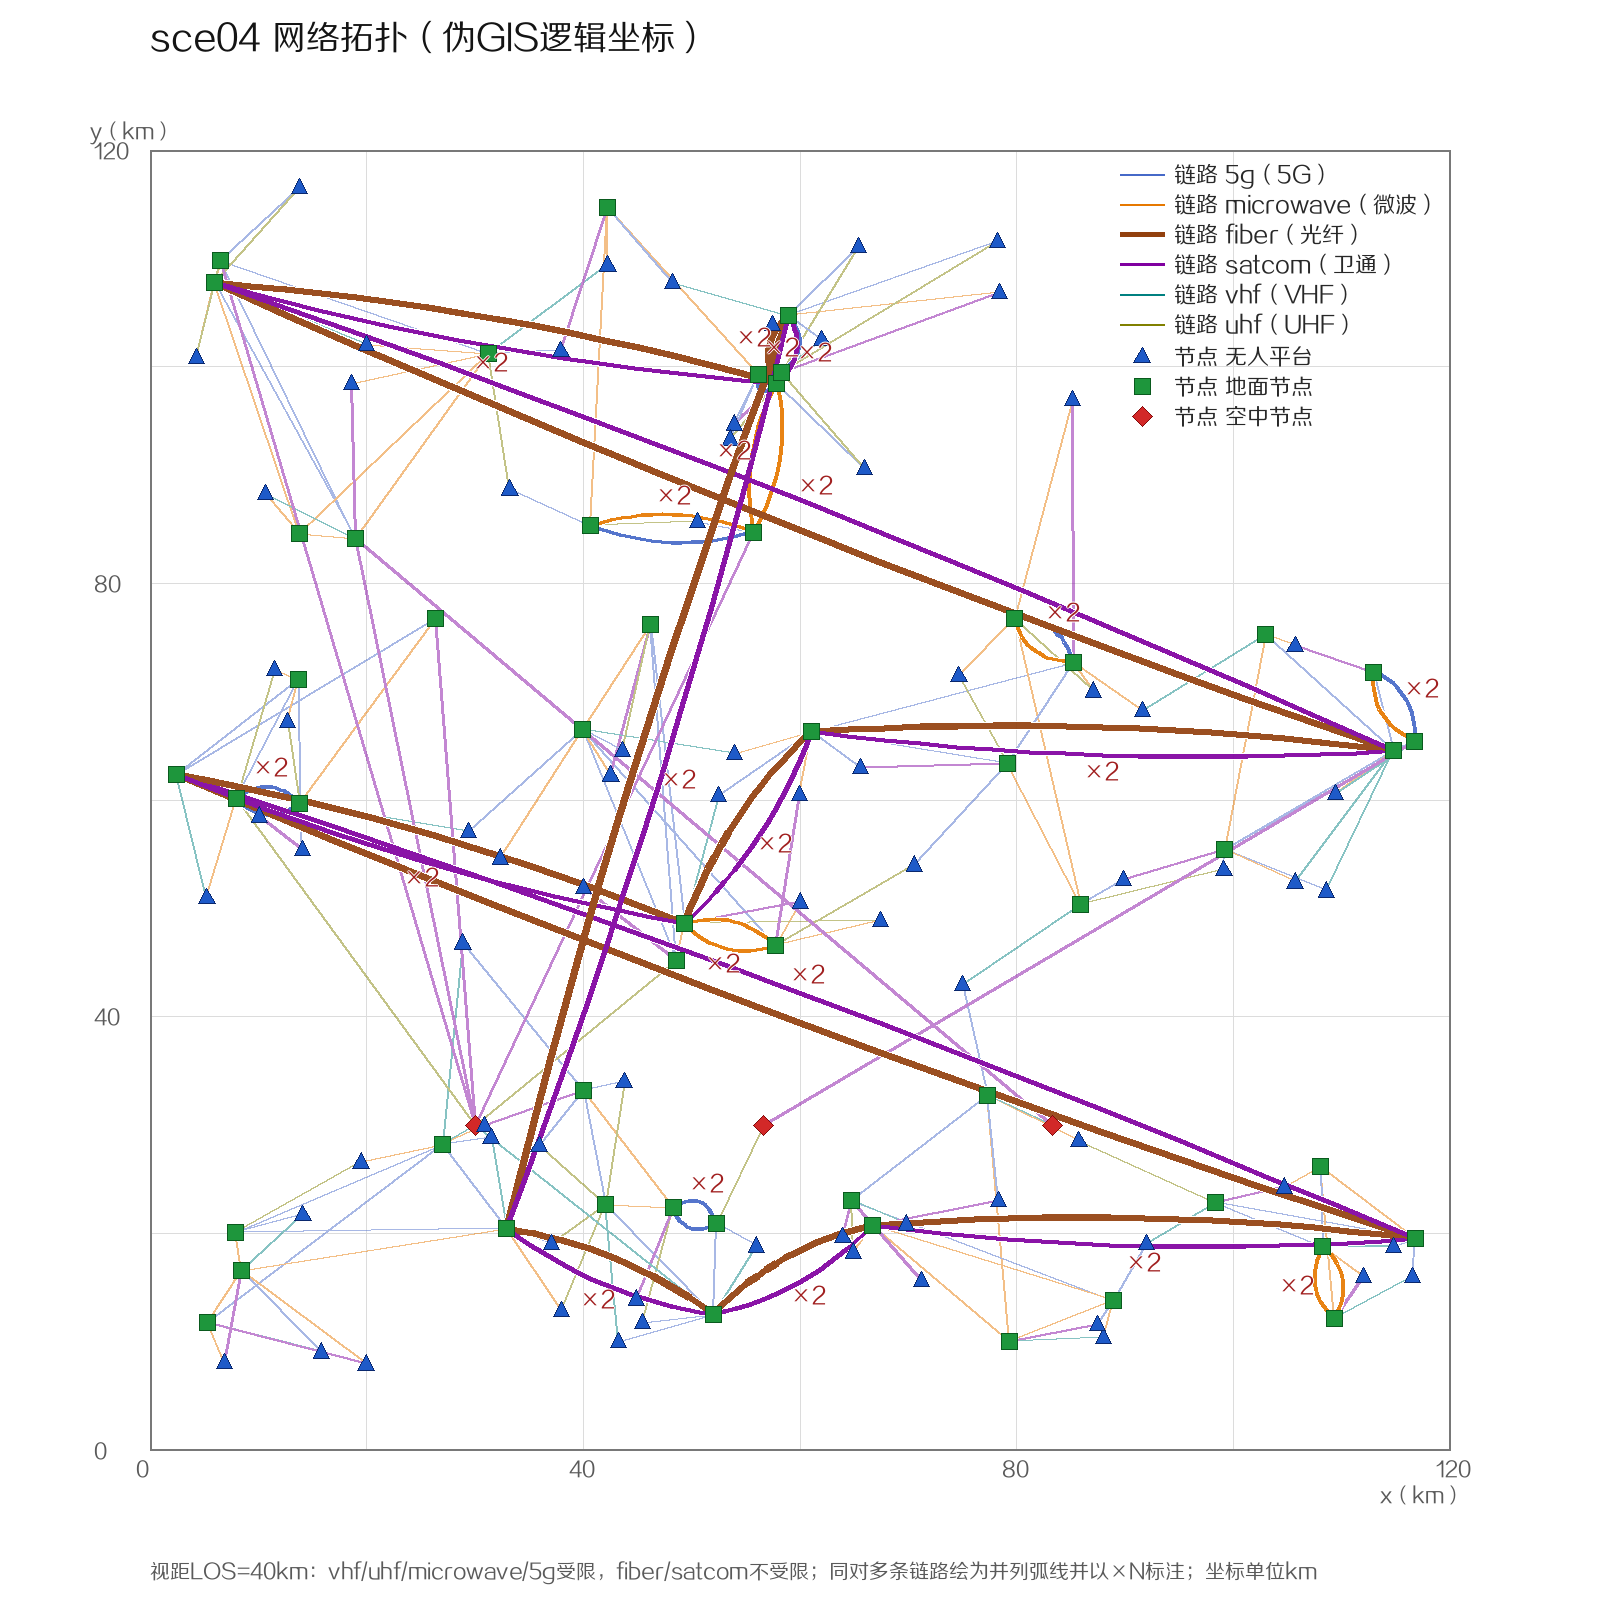 sce04 网络拓扑（伪GIS逻辑坐标）
y（km）
120
链路 5g（5G）
链路 microwave（微波）
链路 fiber（光纤）
链路 satcom（卫通）
链路 vhf（VHF）
链路 uhf（UHF）
节点 无人平台
节点 地面节点
节点 空中节点
×2
×2
×2
×2
×2
×2
×2
80
×2
×2
×2
×2
×2
×2
×2
×2
×2
40
×2
×2
×2
×2
×2
0
0
40
80
120
x（km）
视距LOS=40km：vhf/uhf/microwave/5g受限，fiber/satcom不受限；同对多条链路绘为并列弧线并以×N标注；坐标单位km